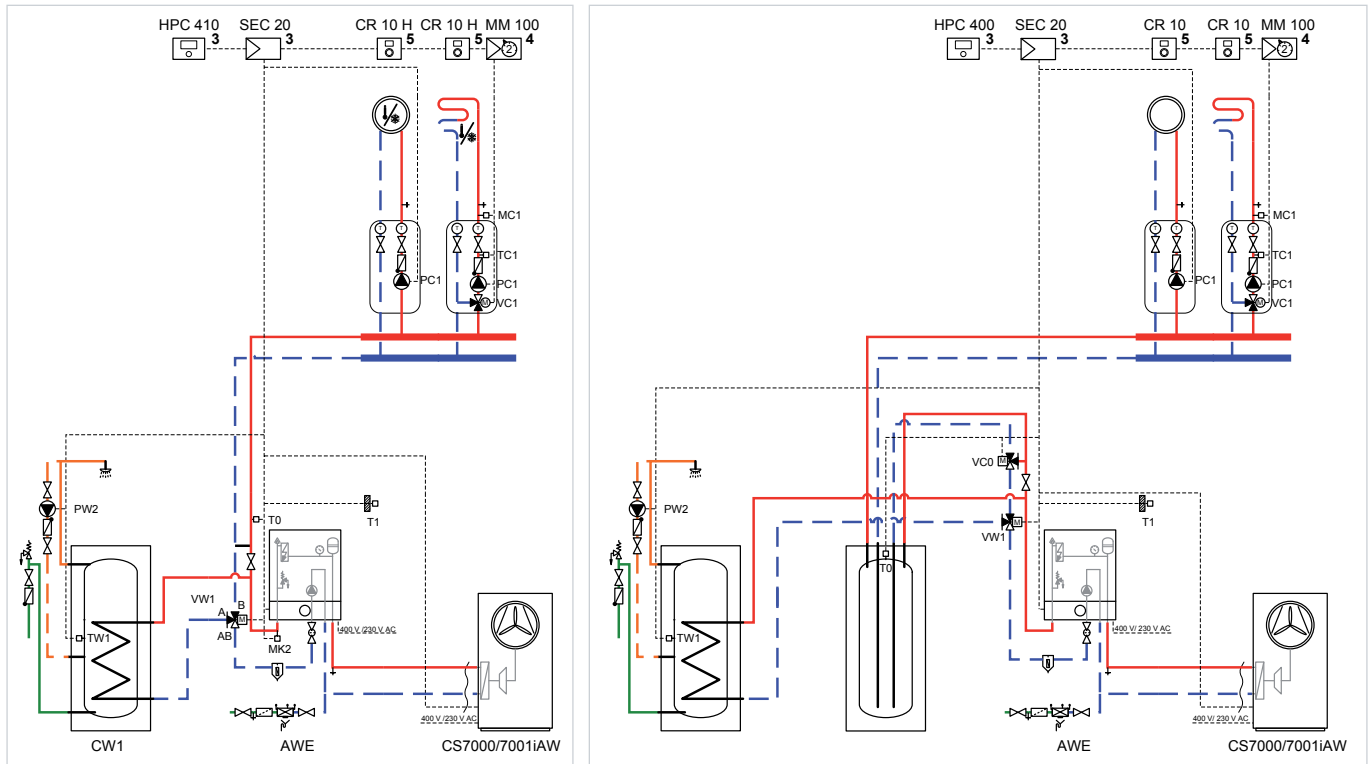 HPC 410 SEC 20 CR 10 H CR 10 H MM 100
3 3 5 5 4
2
T T T T
MC1
TC1
PC1 PC1
M VC1
PW2
T0 T1
VW1 B
A M
AB
TW1
MK2
400 V /230 V AC
400 V / 230 V AC
CW1 AWE CS7000/7001iAW
HPC 400 SEC 20 CR 10 CR 10 MM 100
3 3 5 5 4
2
T T T T
MC1
TC1
PC1 PC1
M VC1
M
VC0
PW2
M
VW1
T1
T0
TW1
400 V/ 230 V AC
400 V/ 230 V AC
AWE CS7000/7001iAW